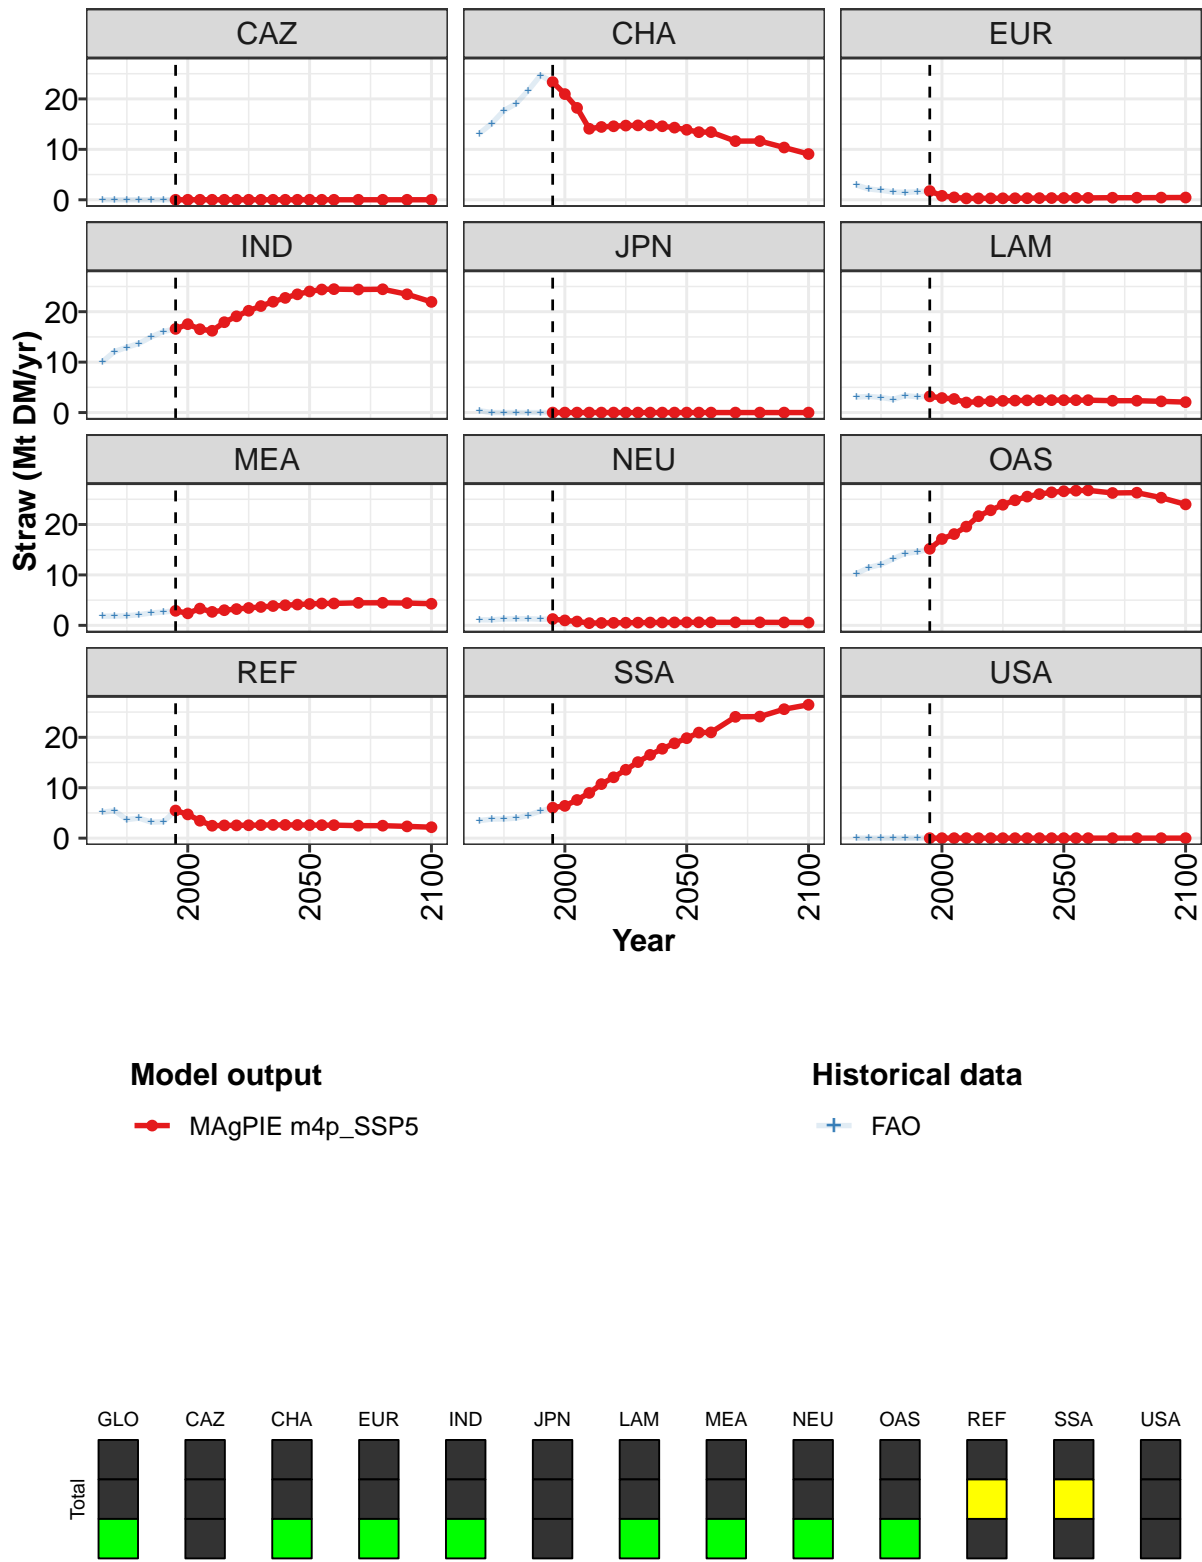 CAZ CHA EUR
20
10
0
IND JPN LAM
20
10
0
MEA NEU OAS
20
10
0
REF SSA USA
20
10
0
Straw (Mt DM/yr)
2000 2050 2100 2000 2050 2100 2000 2050 2100
Year
Model output Historical data
MAgPIE m4p_SSP5 FAO
GLO CAZ CHA EUR IND JPN LAM MEA NEU OAS REF SSA USA
Total